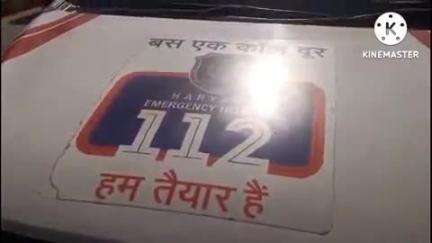 बस एक कॉल दूर
KINEMASTER
EMERGENCY
112
हम तैयार हैं